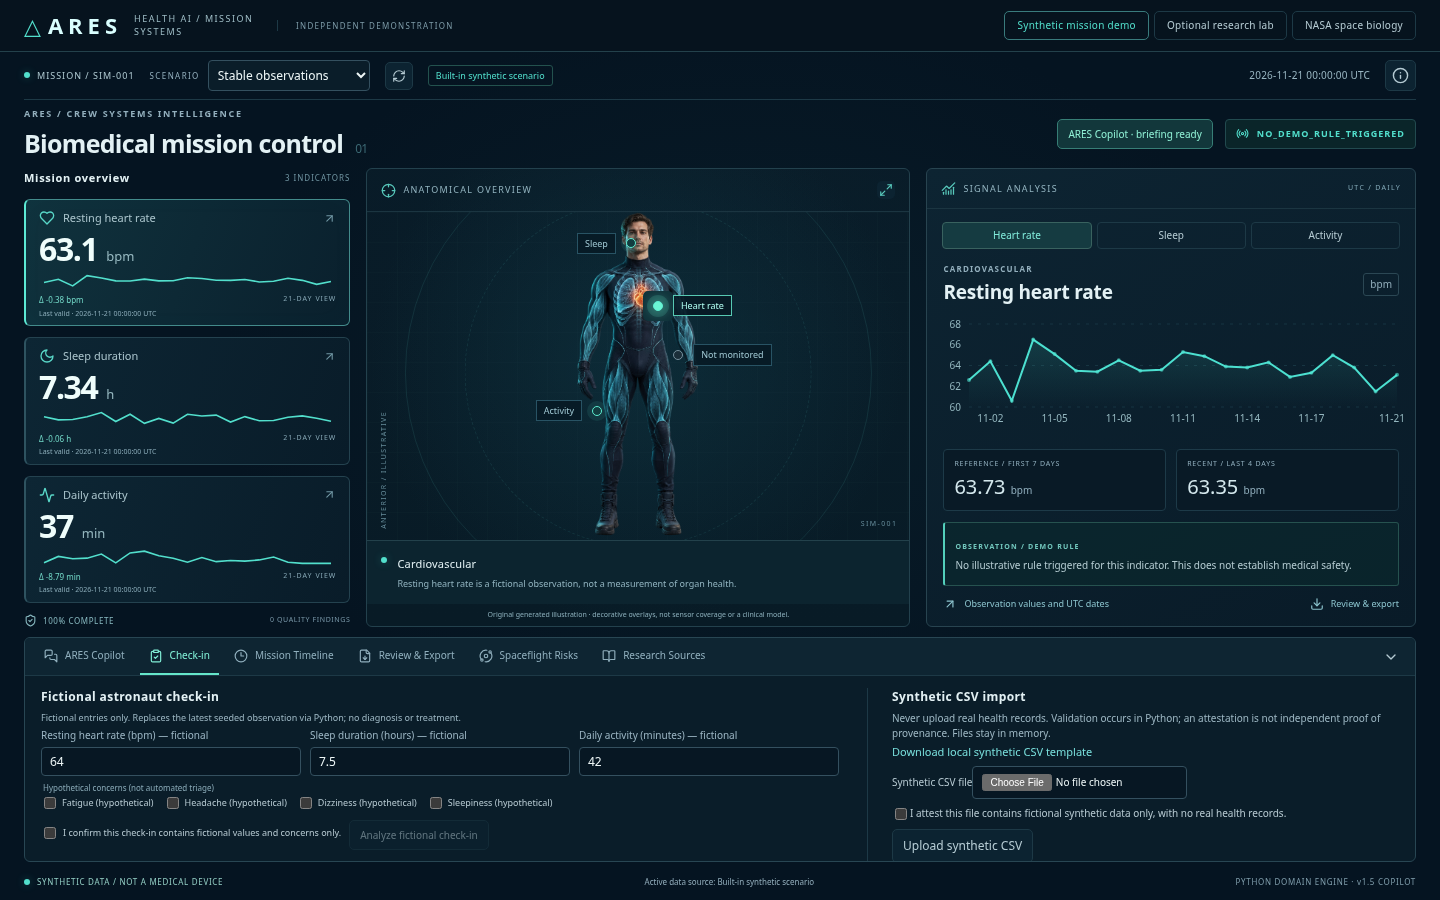 ARES
HEALTH AI / MISSION
SYSTEMS
INDEPENDENT DEMONSTRATION
Synthetic mission demo
Optional research lab
NASA space biology
MISSION / SIM-001
SCENARIO
Stable observations
Built-in synthetic scenario
2026-11-21 00:00:00 UTC
ARES / CREW SYSTEMS INTELLIGENCE
Biomedical mission control 01
ARES Copilot · briefing ready
NO_DEMO_RULE_TRIGGERED
Mission overview
3 INDICATORS
Resting heart rate
63.1 bpm
Δ -0.38 bpm
21-DAY VIEW
Last valid · 2026-11-21 00:00:00 UTC
Sleep duration
7.34 h
Δ -0.06 h
21-DAY VIEW
Last valid · 2026-11-21 00:00:00 UTC
Daily activity
37 min
Δ -8.79 min
21-DAY VIEW
Last valid · 2026-11-21 00:00:00 UTC
100% COMPLETE
0 QUALITY FINDINGS
ANATOMICAL OVERVIEW
Sleep
Heart rate
Not monitored
Activity
ANTERIOR / ILLUSTRATIVE
SIM-001
Cardiovascular
Resting heart rate is a fictional observation, not a measurement of organ health.
Original generated illustration · decorative overlays, not sensor coverage or a clinical model.
SIGNAL ANALYSIS
UTC / DAILY
Heart rate
Sleep
Activity
CARDIOVASCULAR
Resting heart rate
bpm
68
66
64
62
60
11-02
11-05
11-08
11-11
11-14
11-17
11-21
REFERENCE / FIRST 7 DAYS
63.73 bpm
RECENT / LAST 4 DAYS
63.35 bpm
OBSERVATION / DEMO RULE
No illustrative rule triggered for this indicator. This does not establish medical safety.
Observation values and UTC dates
Review & export
ARES Copilot
Check-in
Mission Timeline
Review & Export
Spaceflight Risks
Research Sources
Fictional astronaut check-in
Fictional entries only. Replaces the latest seeded observation via Python; no diagnosis or treatment.
Resting heart rate (bpm) — fictional
Sleep duration (hours) — fictional
Daily activity (minutes) — fictional
64
7.5
42
Hypothetical concerns (not automated triage)
Fatigue (hypothetical)
Headache (hypothetical)
Dizziness (hypothetical)
Sleepiness (hypothetical)
I confirm this check-in contains fictional values and concerns only.
Analyze fictional check-in
Synthetic CSV import
Never upload real health records. Validation occurs in Python; an attestation is not independent proof of
provenance. Files stay in memory.
Download local synthetic CSV template
Synthetic CSV file
Choose File
No file chosen
I attest this file contains fictional synthetic data only, with no real health records.
Upload synthetic CSV
SYNTHETIC DATA / NOT A MEDICAL DEVICE
Active data source: Built-in synthetic scenario
PYTHON DOMAIN ENGINE · v1.5 COPILOT